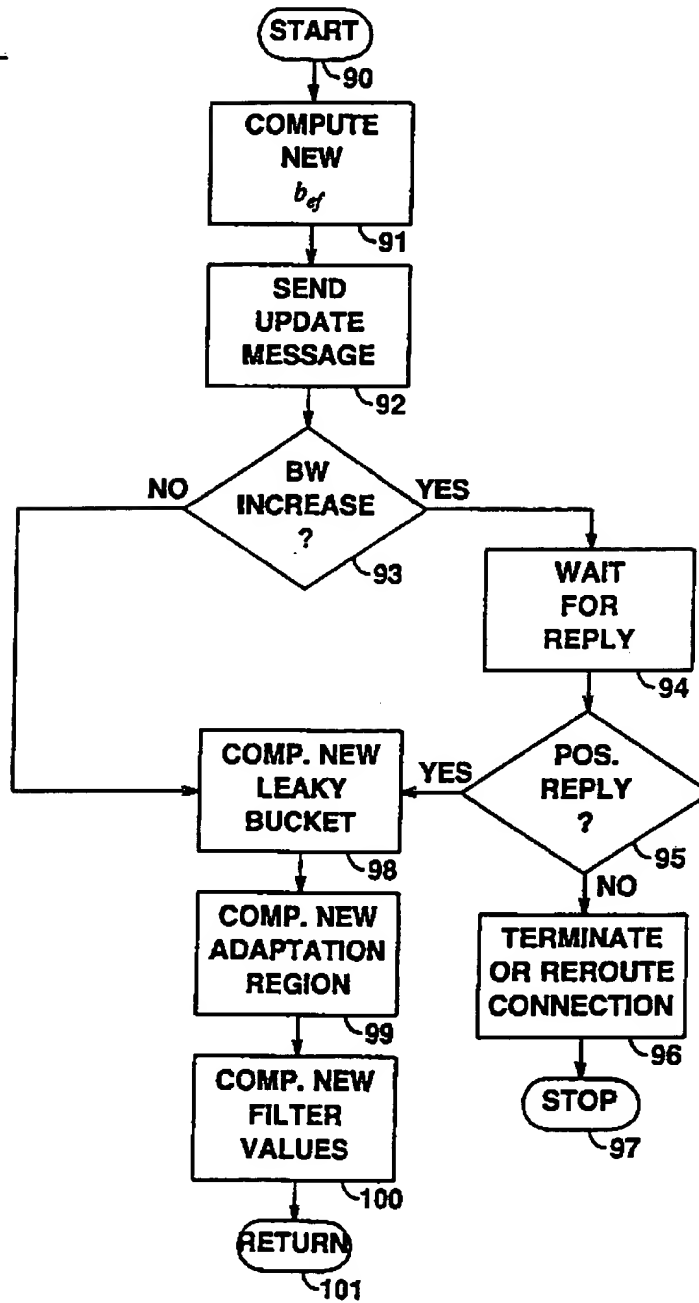 START
90
COMPUTE
NEW
b_ef
91
SEND
UPDATE
MESSAGE
92
BW
INCREASE
?
93
NO
YES
WAIT
FOR
REPLY
94
POS.
REPLY
?
95
YES
NO
TERMINATE
OR REROUTE
CONNECTION
96
STOP
97
COMP. NEW
LEAKY
BUCKET
98
COMP. NEW
ADAPTATION
REGION
99
COMP. NEW
FILTER
VALUES
100
RETURN
101